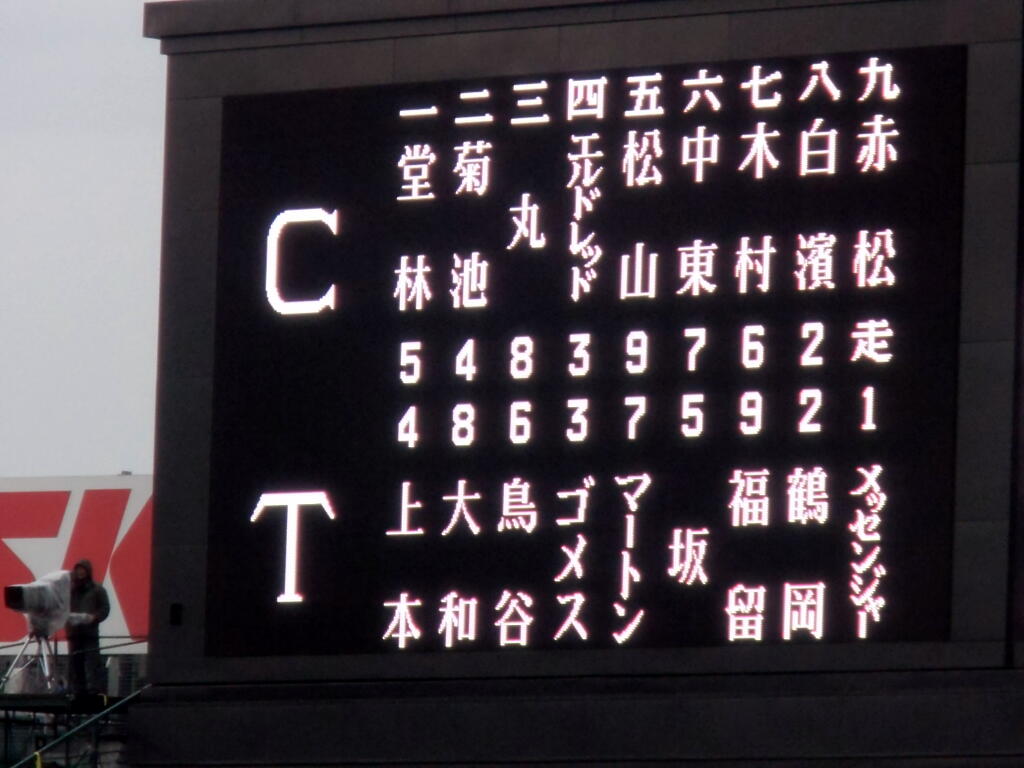 一 二 三 四 五 六 七 八 九
C
堂林 菊池 丸 エルドレッド 松山 中東 木村 白濱 赤松
5 4 8 3 9 7 6 2 走
4 8 6 3 7 5 9 2 1
T
上本 大和 鳥谷 ゴメス マートン 坂 福留 鶴岡 メッセンジャー
SK